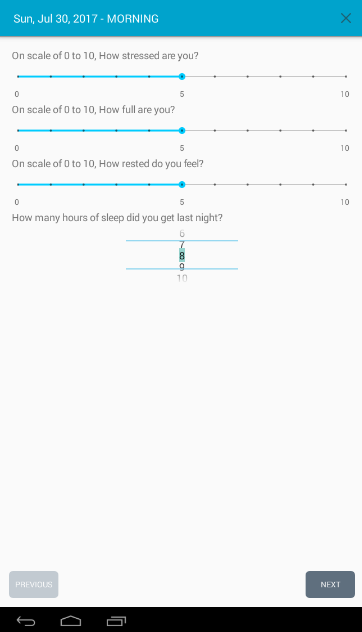 Sun, Jul 30, 2017 - MORNING
On scale of 0 to 10, How stressed are you?
0 5 10
On scale of 0 to 10, How full are you?
0 5 10
On scale of 0 to 10, How rested do you feel?
0 5 10
How many hours of sleep did you get last night?
6
7
8
9
10
PREVIOUS NEXT